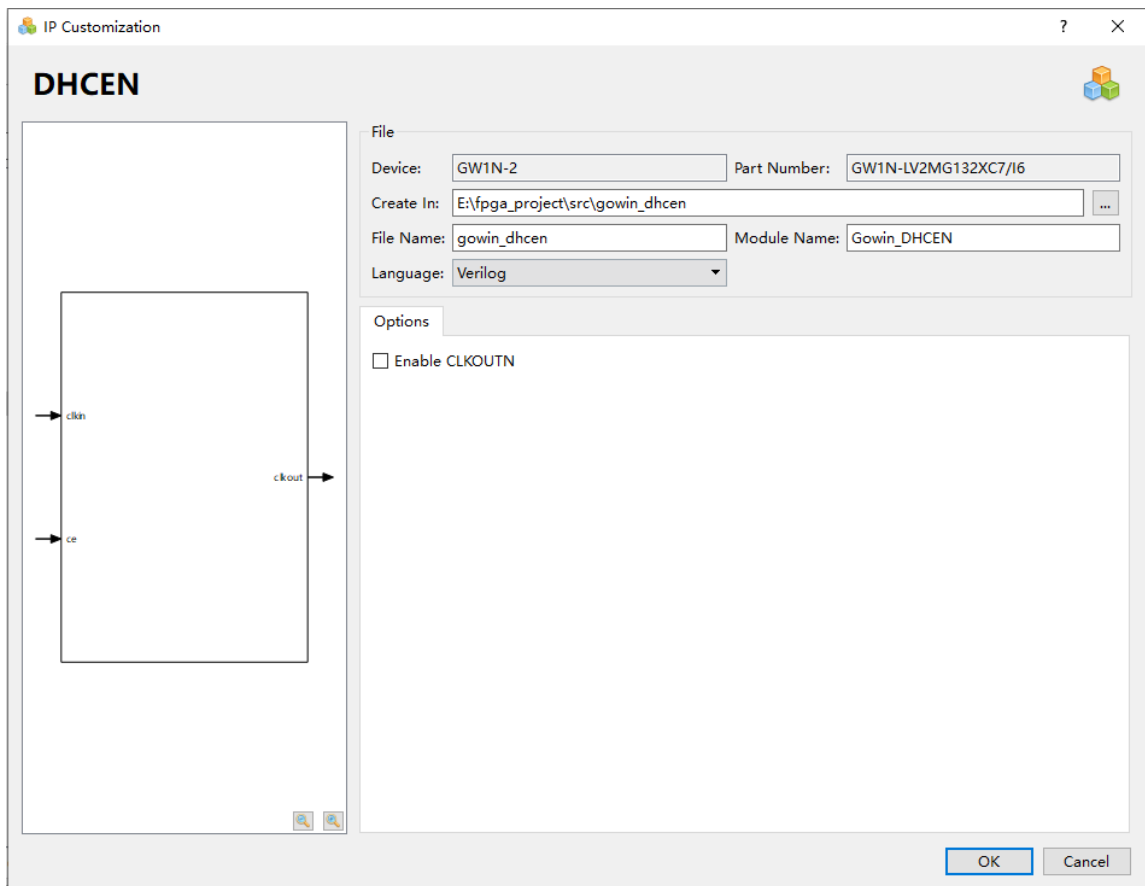 IP Customization
?
DHCEN
File
Device: GW1N-2 Part Number: GW1N-LV2MG132XC7/I6
Create In: E:\fpga_project\src\gowin_dhcen ...
File Name: gowin_dhcen Module Name: Gowin_DHCEN
Language: Verilog
Options
Enable CLKOUTN
clkin
clkout
ce
OK Cancel